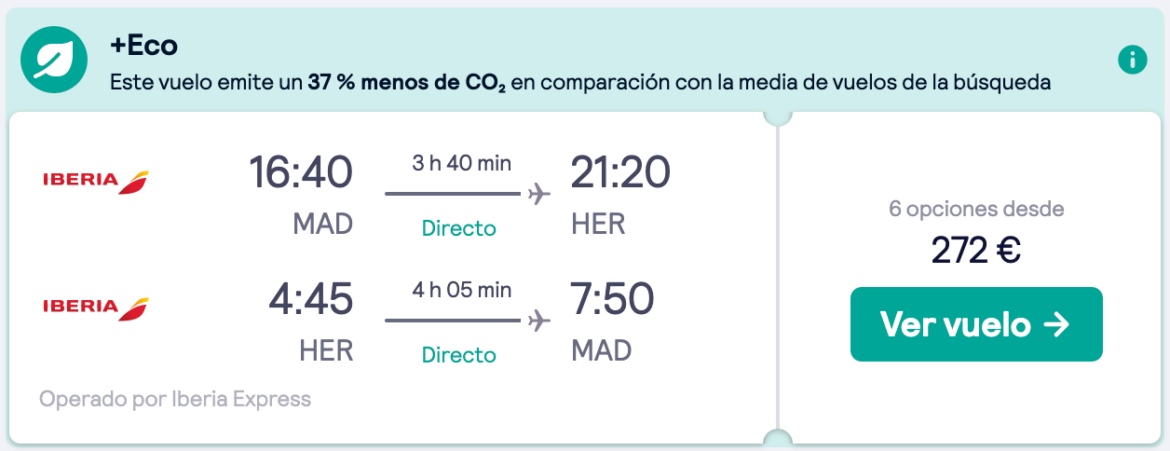 +Eco
Este vuelo emite un 37 % menos de CO₂ en comparación con la media de vuelos de la búsqueda
i
IBERIA
16:40
3 h 40 min
21:20
MAD
Directo
HER
IBERIA
4:45
4 h 05 min
7:50
HER
Directo
MAD
Operado por Iberia Express
6 opciones desde
272 €
Ver vuelo →